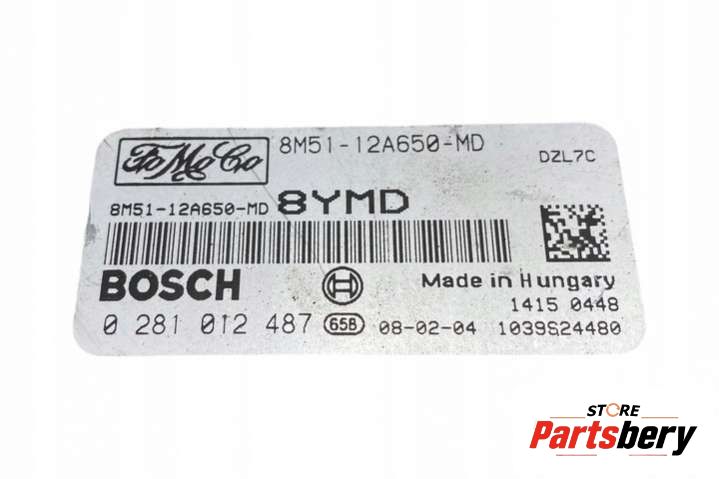 FoMoCo 8M51-12A650-MD
DZL7C
8M51-12A650-MD 8YMD
BOSCH Made in Hungary
1415 0448
0 281 012 487 65B 08-02-04 1039S24480
STORE
Partsbery